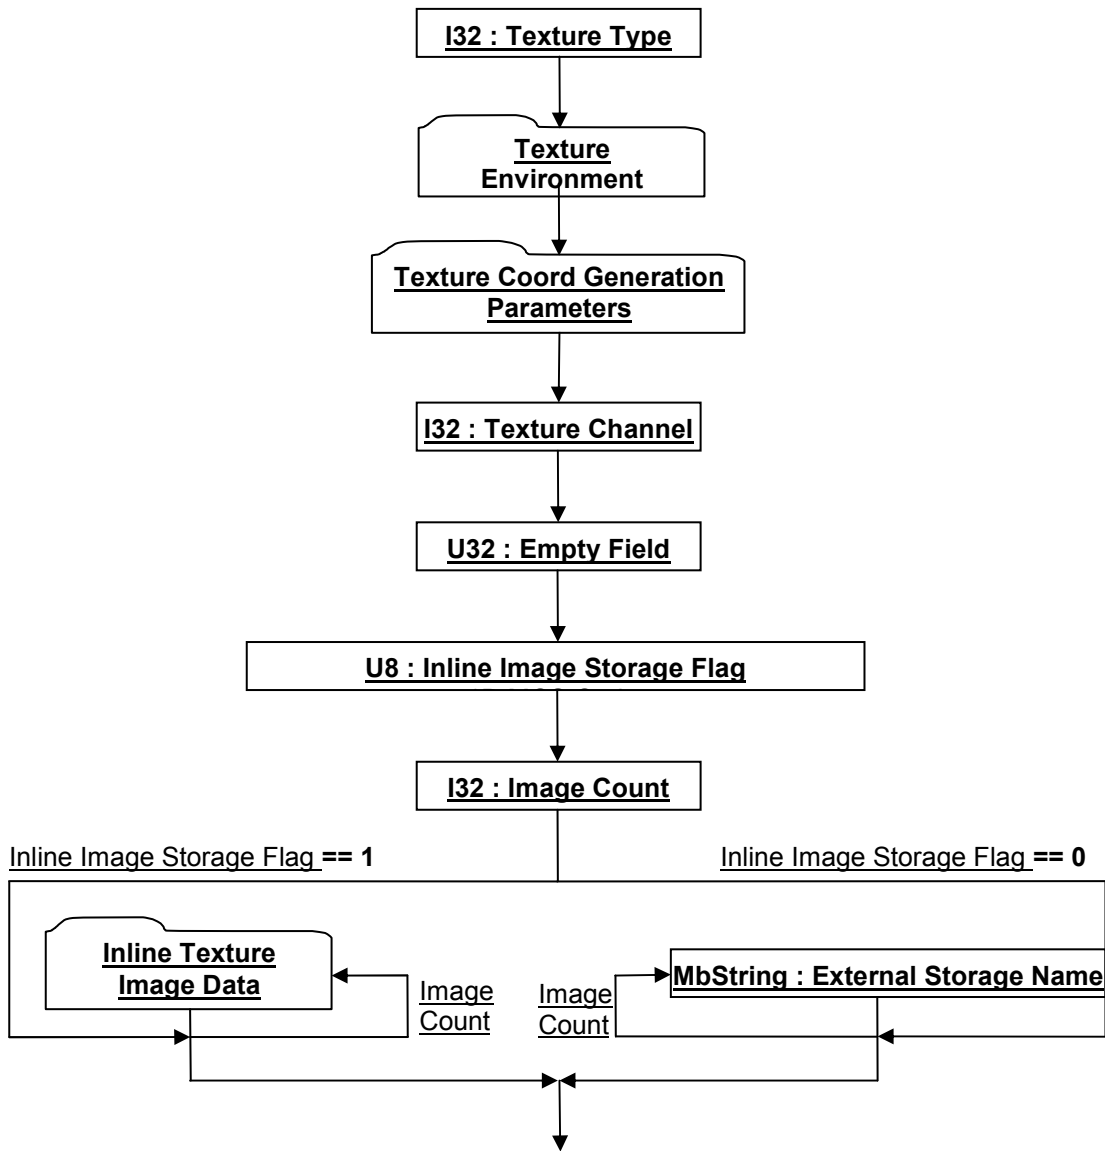 I32 : Texture Type
Texture
Environment
Texture Coord Generation
Parameters
I32 : Texture Channel
U32 : Empty Field
U8 : Inline Image Storage Flag
I32 : Image Count
Inline Image Storage Flag == 1
Inline Image Storage Flag == 0
Inline Texture
Image Data
Image
Count
Image
Count
MbString : External Storage Name